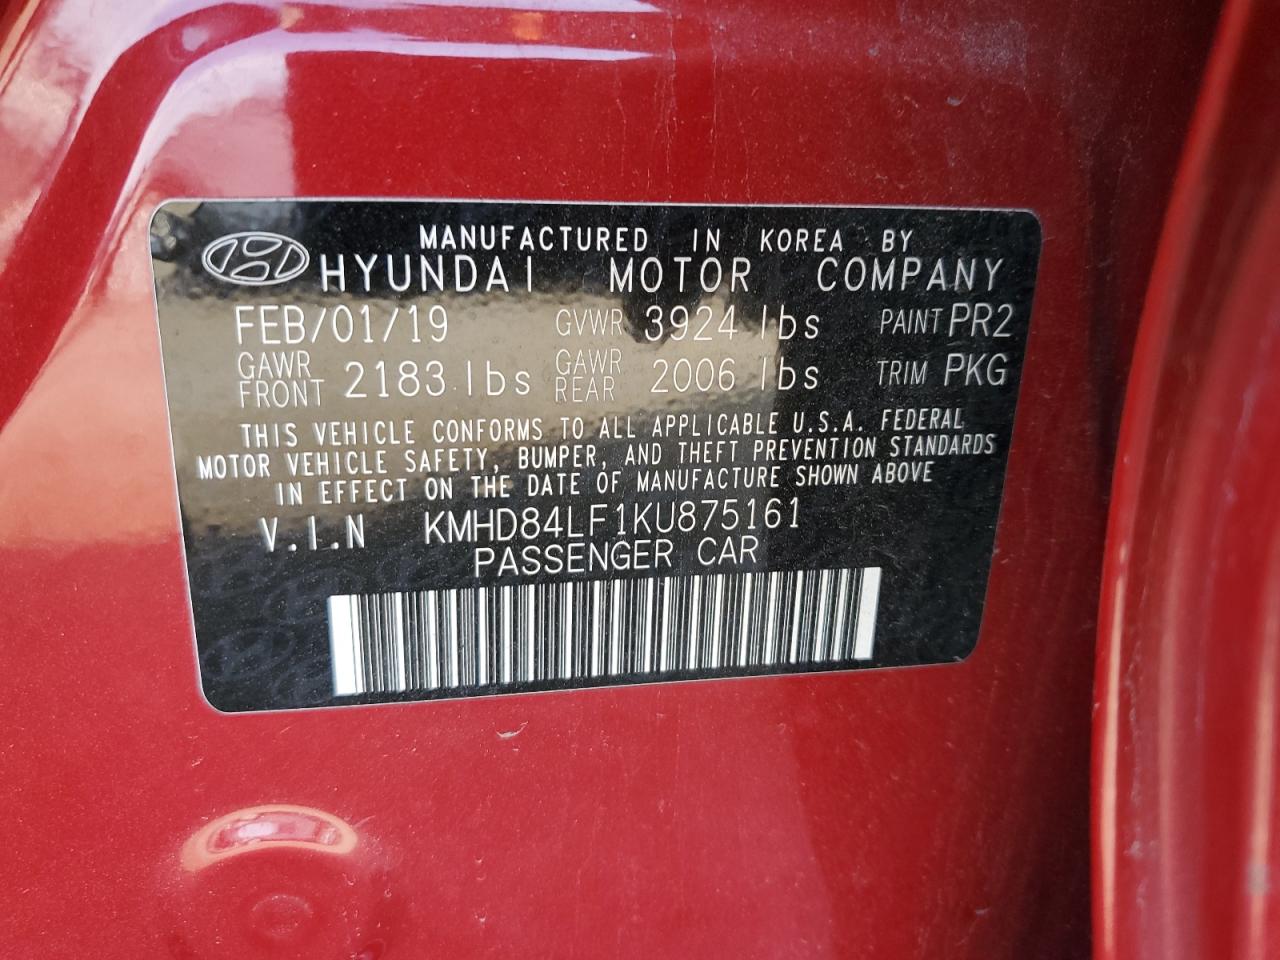 MANUFACTURED IN KOREA BY
HYUNDAI MOTOR COMPANY
FEB/01/19 GVWR 3924 lbs PAINT PR2
GAWR FRONT 2183 lbs GAWR REAR 2006 lbs TRIM PKG
THIS VEHICLE CONFORMS TO ALL APPLICABLE U.S.A. FEDERAL
MOTOR VEHICLE SAFETY, BUMPER, AND THEFT PREVENTION STANDARDS
IN EFFECT ON THE DATE OF MANUFACTURE SHOWN ABOVE
V.I.N KMHD84LF1KU875161
PASSENGER CAR